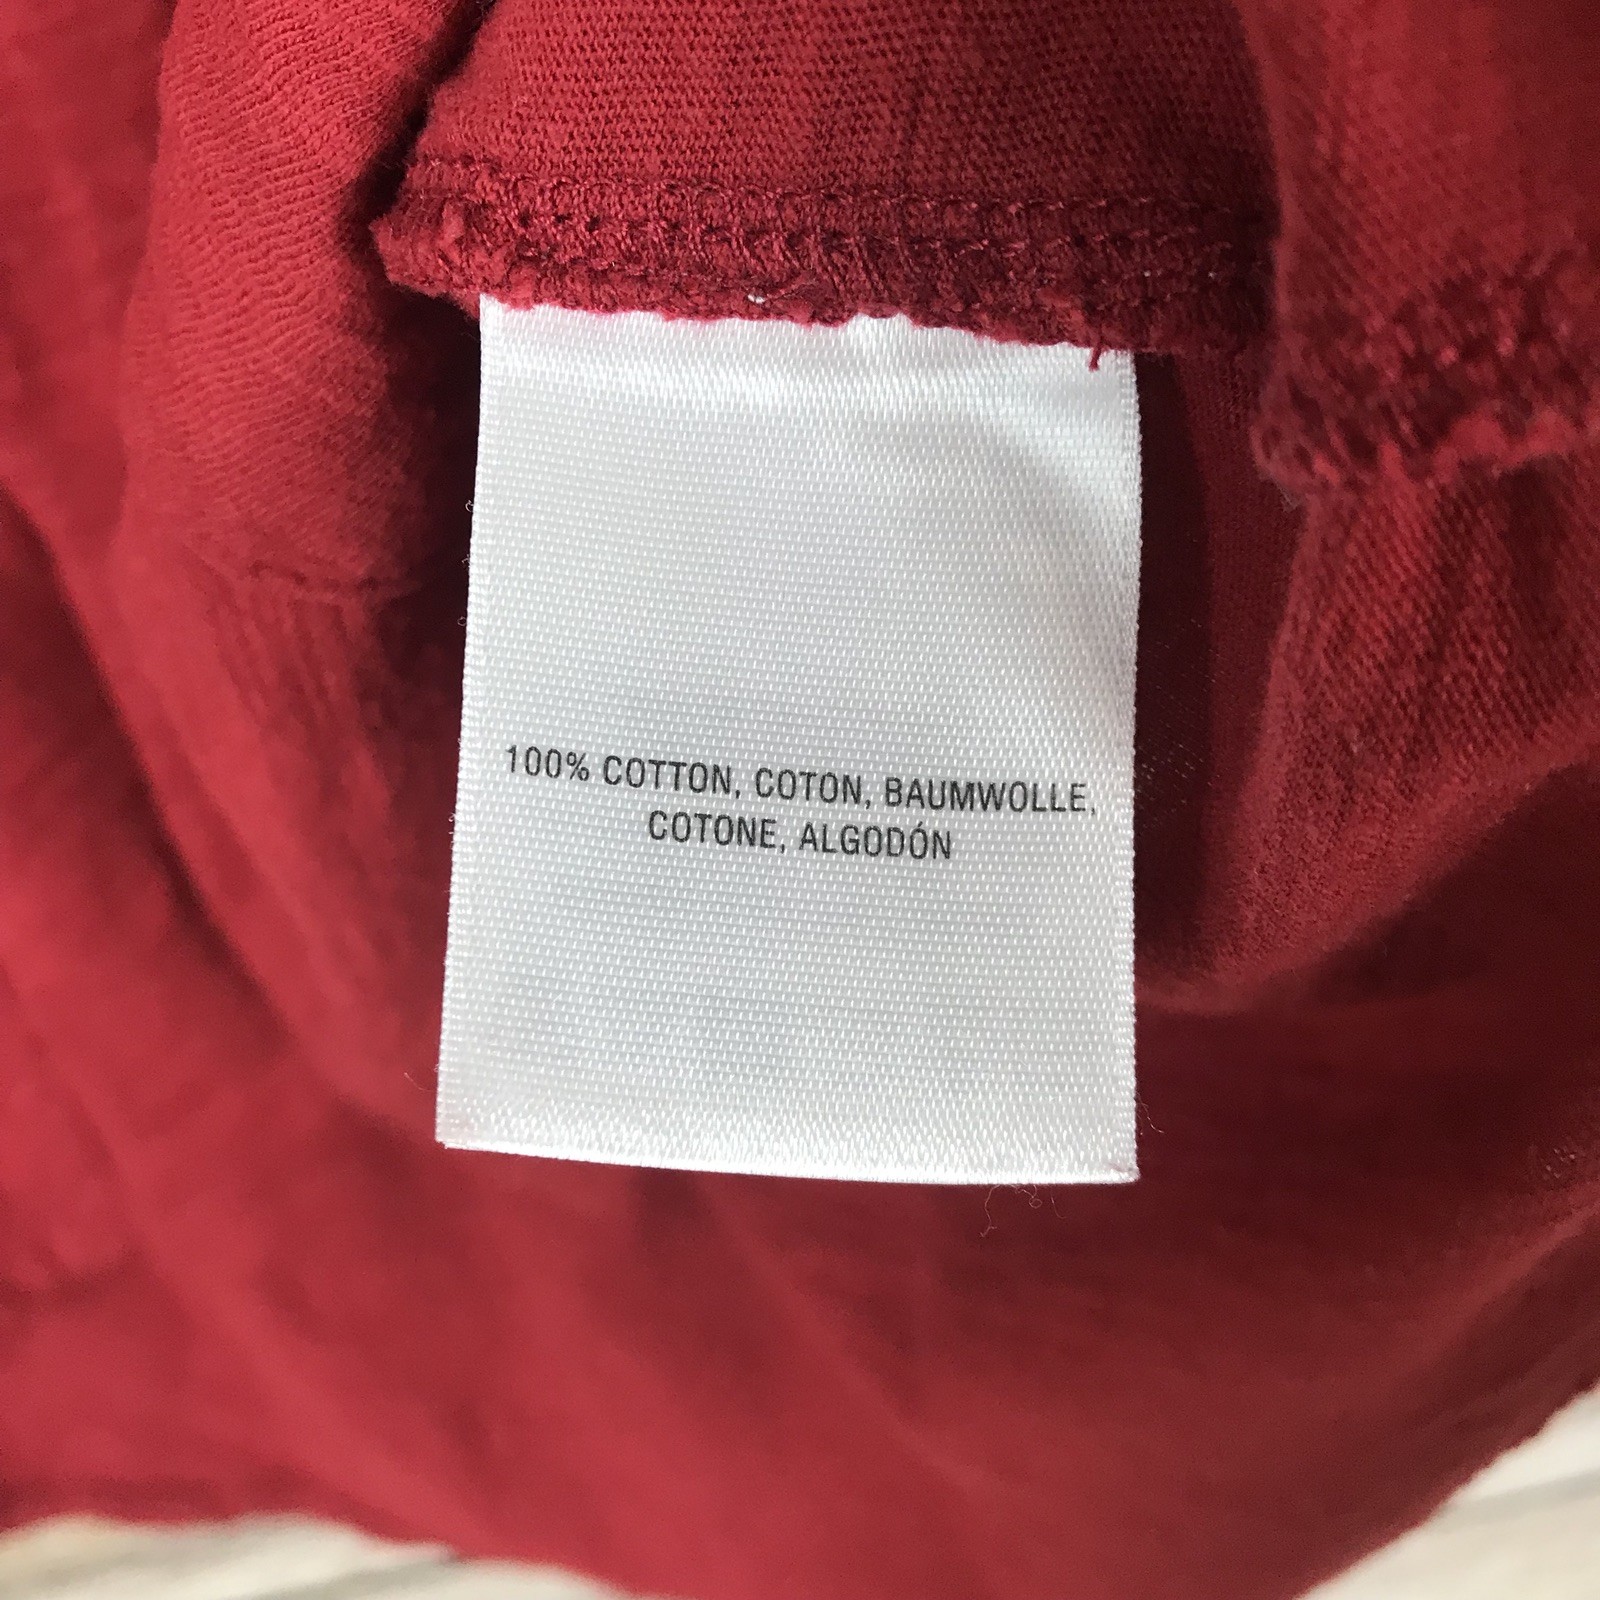 100% COTTON, COTON, BAUMWOLLE,
COTONE, ALGODÓN